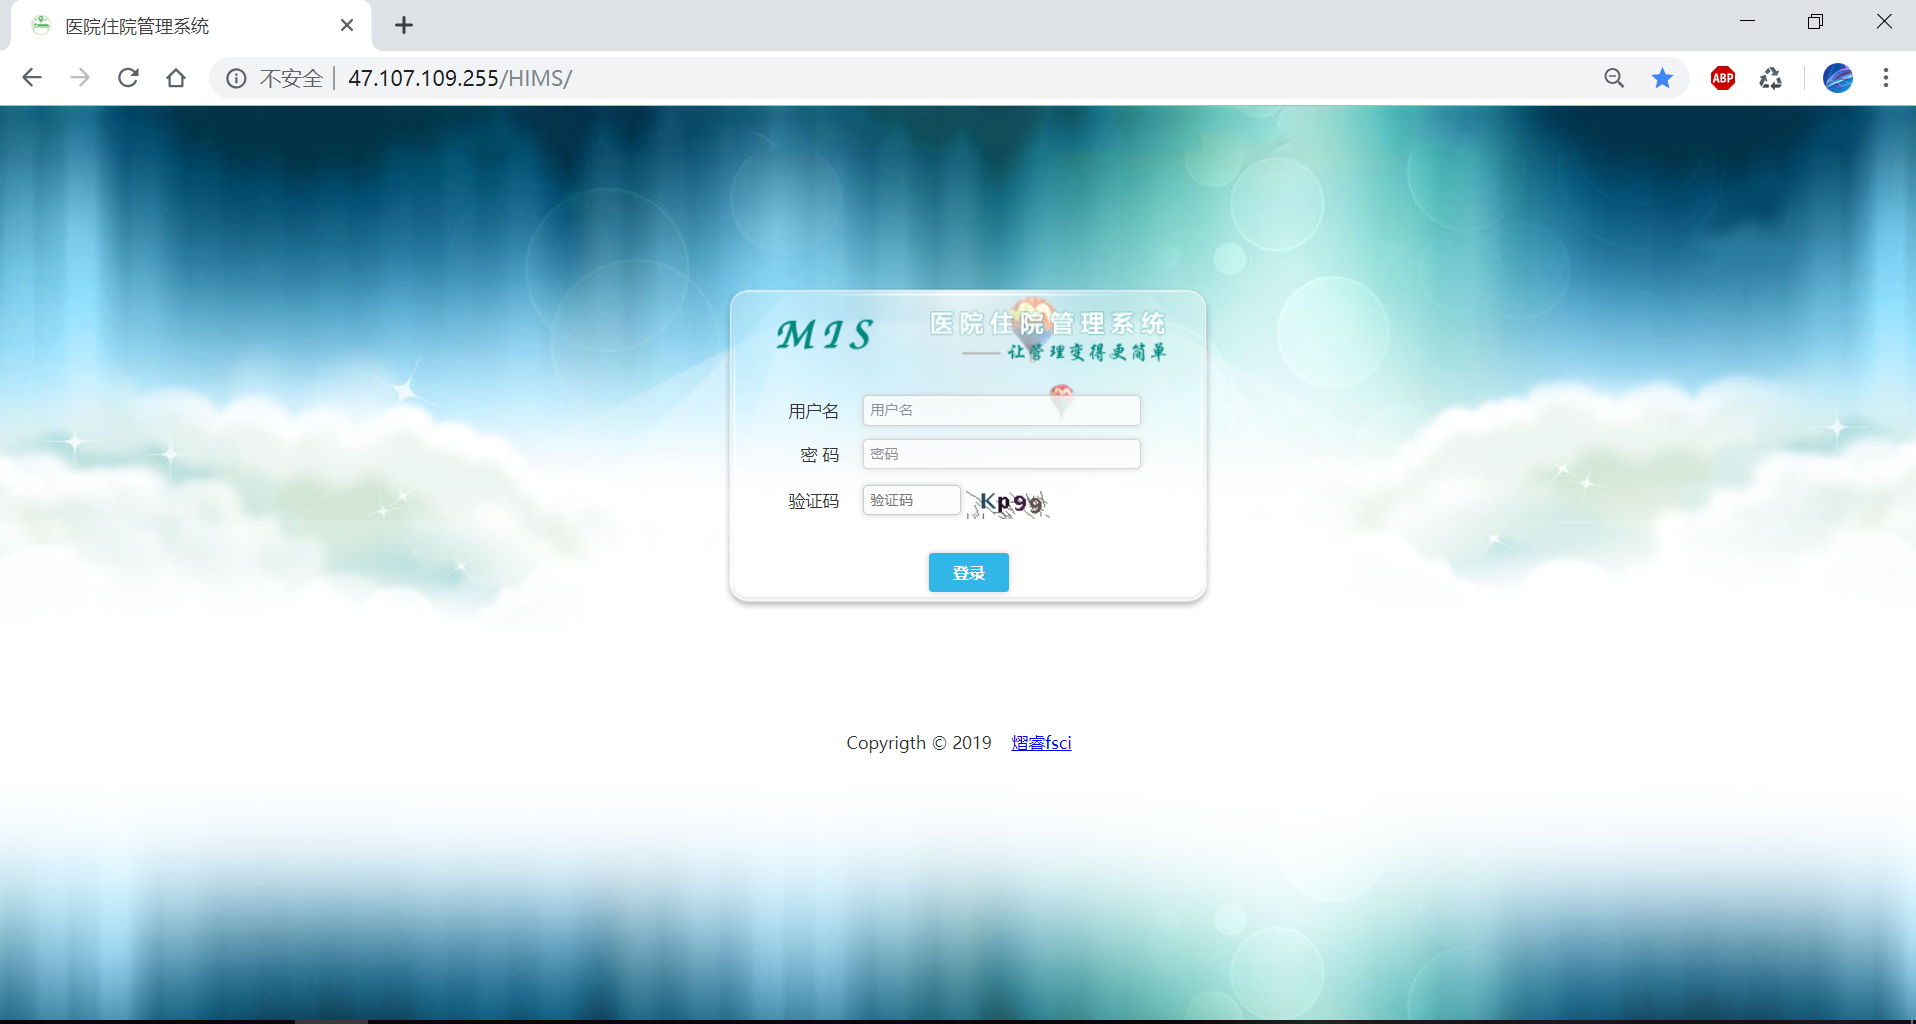 医院住院管理系统
不安全 47.107.109.255/HIMS/
ABP
MIS
医院住院管理系统
——让管理变得更简单
用户名 用户名
密 码 密码
验证码 验证码 Kp99
登录
Copyrigth © 2019 熠睿fsci